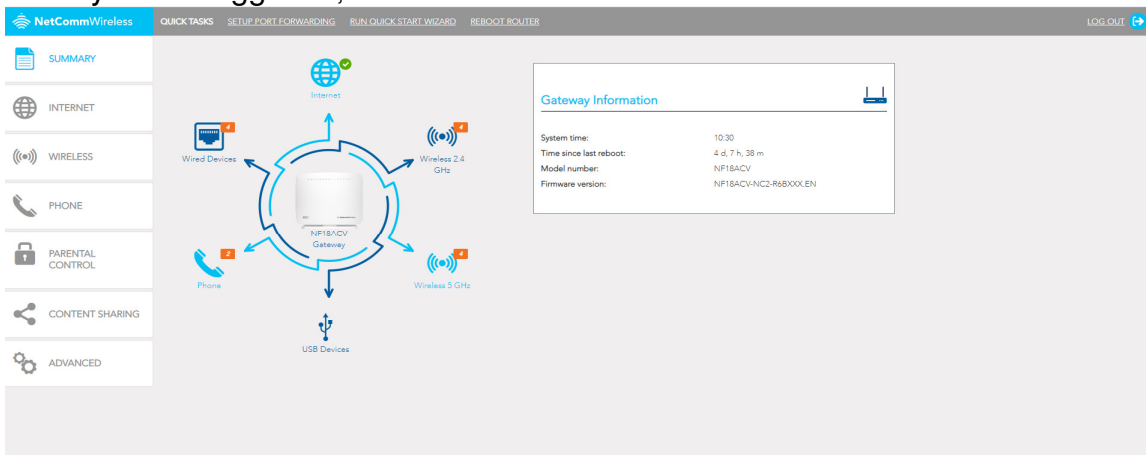 NetCommWireless QUICK TASKS SETUP PORT FORWARDING RUN QUICK START WIZARD REBOOT ROUTER LOG OUT
SUMMARY
INTERNET
WIRELESS
PHONE
PARENTAL
CONTROL
CONTENT SHARING
ADVANCED
Internet
4
Wired Devices
4
Wireless 2.4
GHz
NF18ACV
Gateway
2
Phone
4
Wireless 5 GHz
USB Devices
Gateway Information
System time: 10:30
Time since last reboot: 4 d, 7 h, 38 m
Model number: NF18ACV
Firmware version: NF18ACV-NC2-R6BXXX.EN